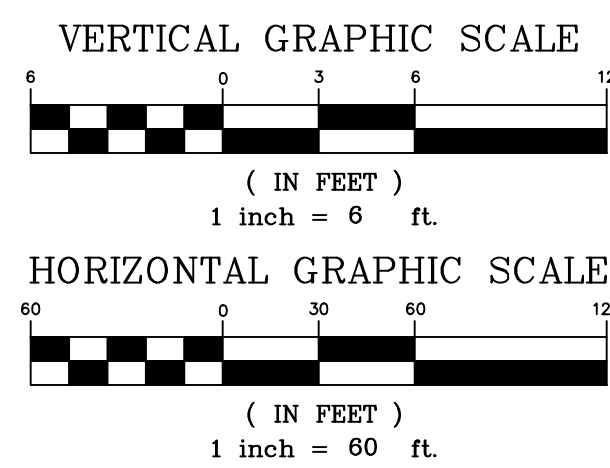 VERTICAL GRAPHIC SCALE
6 0 3 6 12
( IN FEET )
1 inch = 6 ft.
HORIZONTAL GRAPHIC SCALE
60 0 30 60
( IN FEET )
1 inch = 60 ft.